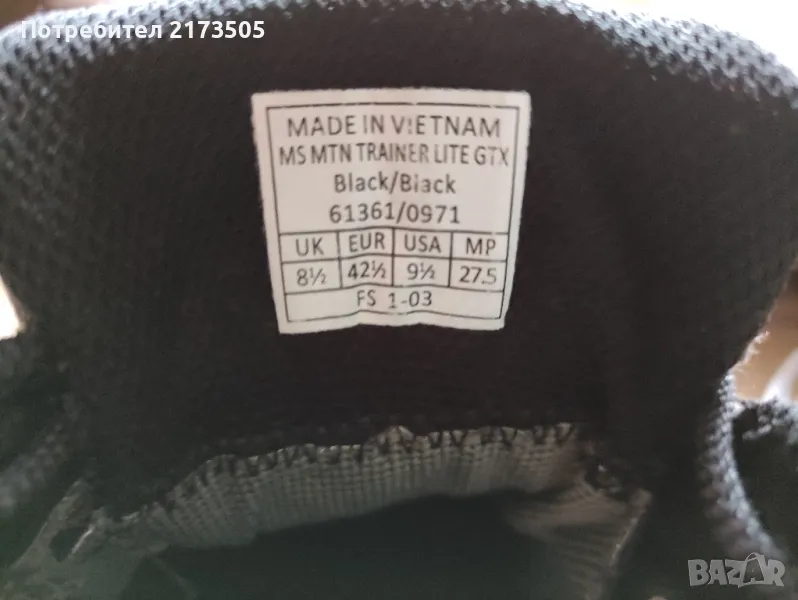 Потребител 2173505
MADE IN VIETNAM
MS MTN TRAINER LITE GTX
Black/Black
61361/0971
UK EUR USA MP
8½ 42½ 9½ 27.5
FS 1-03
BAZAR